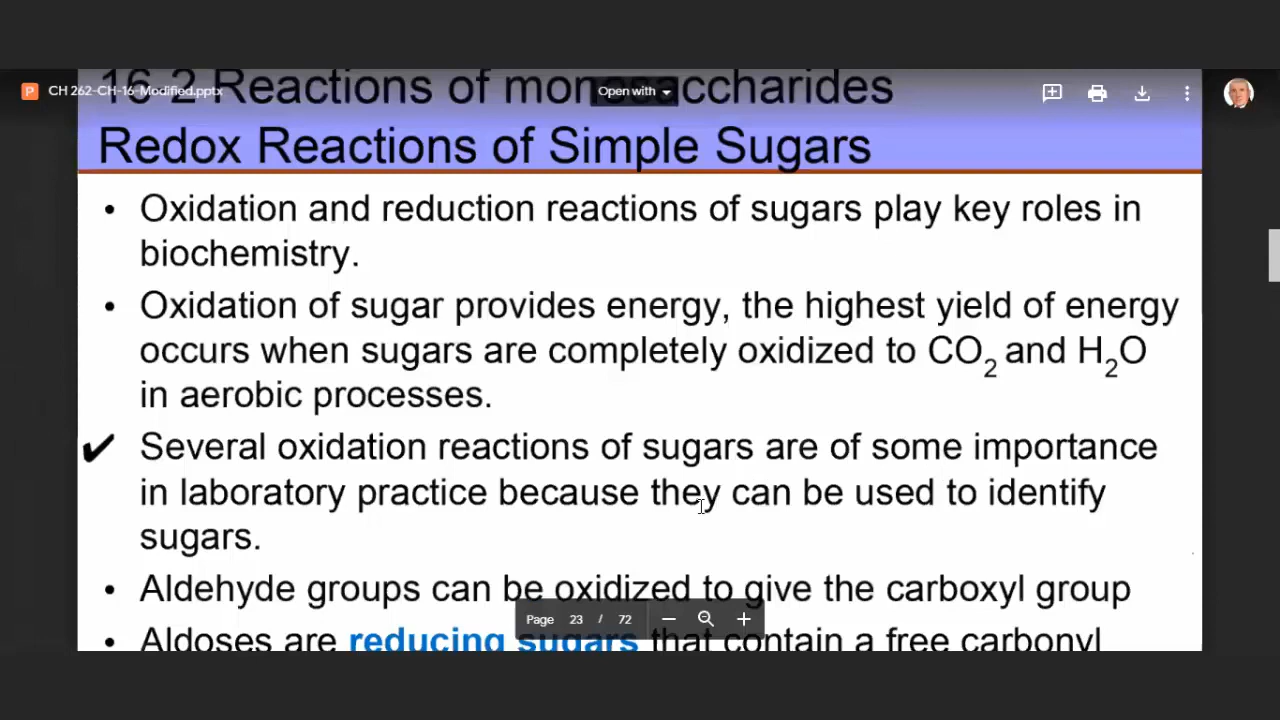 16-2 Reactions of monosaccharides
CH 262-CH-16-Modified.pptx
Open with
Redox Reactions of Simple Sugars
• Oxidation and reduction reactions of sugars play key roles in
biochemistry.
• Oxidation of sugar provides energy, the highest yield of energy
occurs when sugars are completely oxidized to CO2 and H2O
in aerobic processes.
✔ Several oxidation reactions of sugars are of some importance
in laboratory practice because they can be used to identify
sugars.
• Aldehyde groups can be oxidized to give the carboxyl group
Page 23 / 72
• Aldoses are reducing sugars that contain a free carbonyl